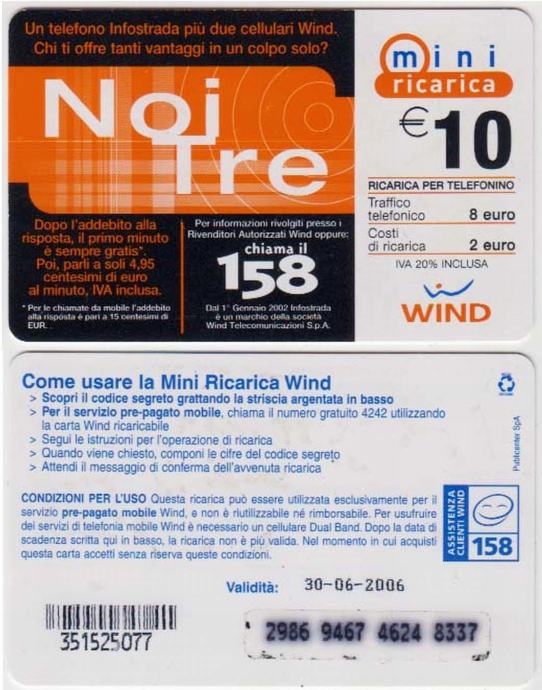 Un telefono Infostrada più due cellulari Wind.
Chi ti offre tanti vantaggi in un colpo solo?
Noi
Tre
Dopo l'addebito alla
risposta, il primo minuto
è sempre gratis*.
Poi, parli a soli 4,95
centesimi di euro
al minuto, IVA inclusa.
* Per le chiamate da mobile l'addebito
alla risposta è pari a 15 centesimi di
EUR.
Per informazioni rivolgiti presso i
Rivenditori Autorizzati Wind oppure:
chiama il
158
Dal 1° Gennaio 2002 Infostrada
è un marchio della società
Wind Telecomunicazioni S.p.A.
mini
ricarica
€10
RICARICA PER TELEFONINO
Traffico
telefonico 8 euro
Costi
di ricarica 2 euro
IVA 20% INCLUSA
WIND
Come usare la Mini Ricarica Wind
> Scopri il codice segreto grattando la striscia argentata in basso
> Per il servizio pre-pagato mobile, chiama il numero gratuito 4242 utilizzando
la carta Wind ricaricabile
> Segui le istruzioni per l'operazione di ricarica
> Quando viene chiesto, componi le cifre del codice segreto
> Attendi il messaggio di conferma dell'avvenuta ricarica
Publicenter SpA
CONDIZIONI PER L'USO Questa ricarica può essere utilizzata esclusivamente per il
servizio pre-pagato mobile Wind, e non è riutilizzabile né rimborsabile. Per usufruire
dei servizi di telefonia mobile Wind è necessario un cellulare Dual Band. Dopo la data di
scadenza scritta qui in basso, la ricarica non è più valida. Nel momento in cui acquisti
questa carta accetti senza riserva queste condizioni.
ASSISTENZA
CLIENTI WIND
158
Validità: 30-06-2006
351525077
2986 9467 4624 8337